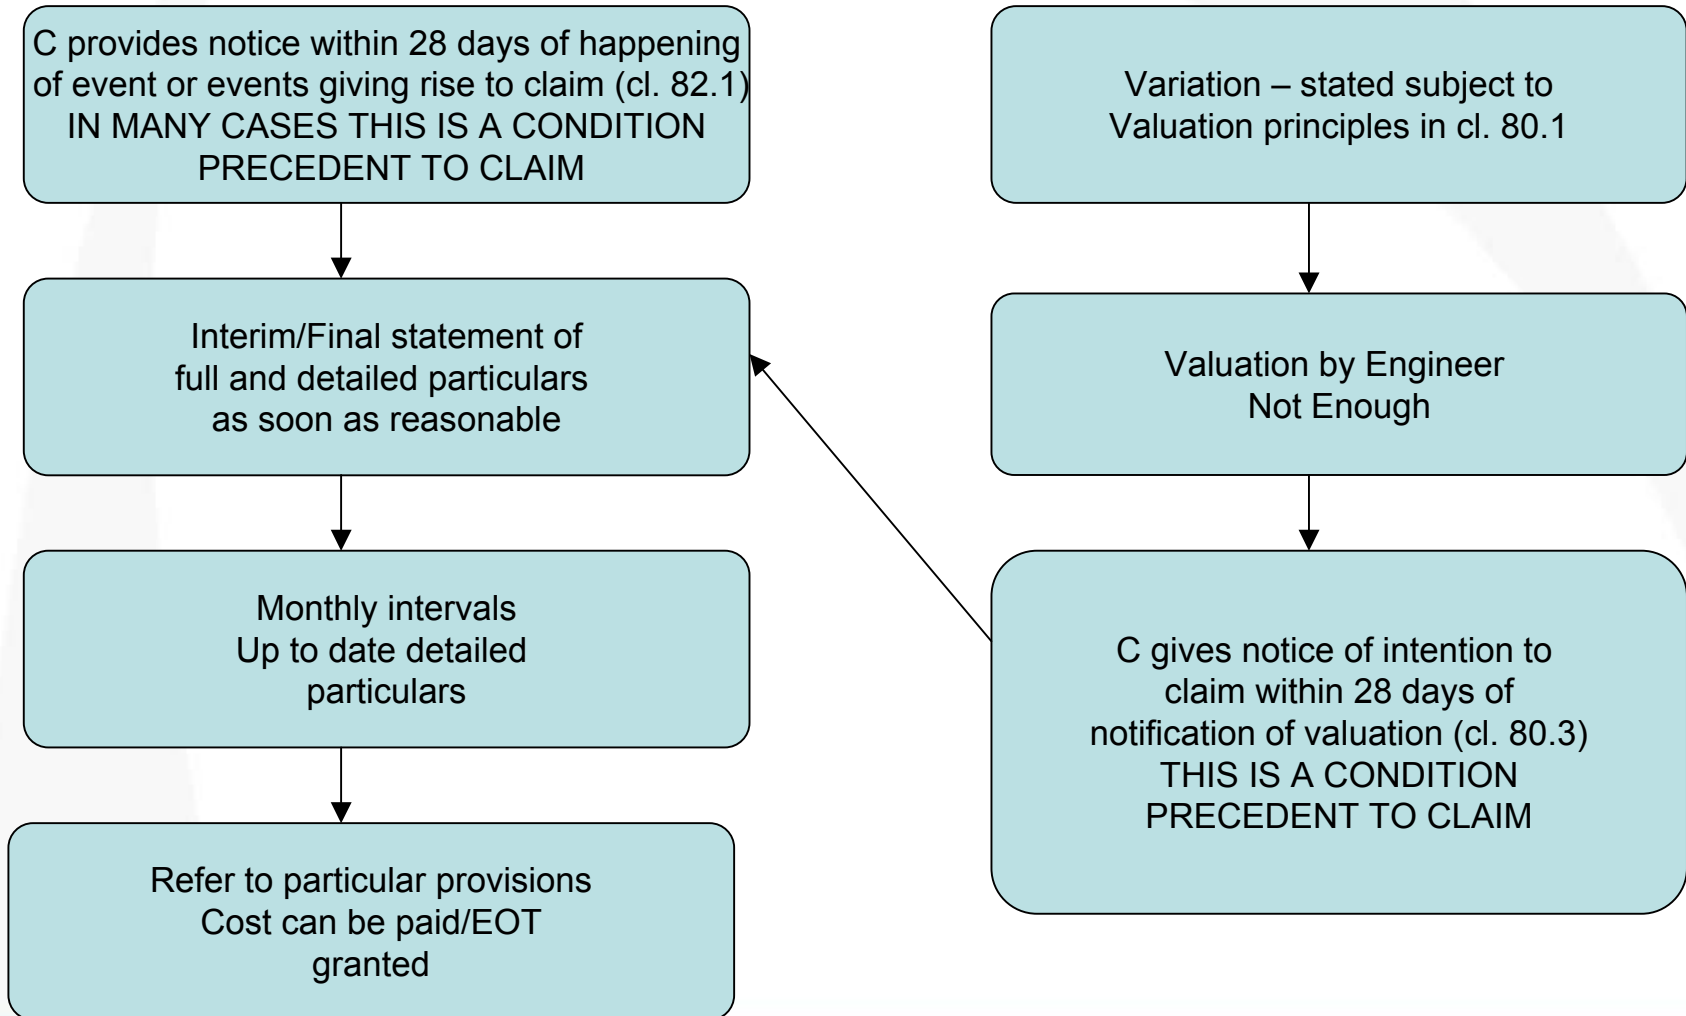 C provides notice within 28 days of happening
of event or events giving rise to claim (cl. 82.1)
IN MANY CASES THIS IS A CONDITION
PRECEDENT TO CLAIM
Interim/Final statement of
full and detailed particulars
as soon as reasonable
Monthly intervals
Up to date detailed
particulars
Refer to particular provisions
Cost can be paid/EOT
granted
Variation – stated subject to
Valuation principles in cl. 80.1
Valuation by Engineer
Not Enough
C gives notice of intention to
claim within 28 days of
notification of valuation (cl. 80.3)
THIS IS A CONDITION
PRECEDENT TO CLAIM